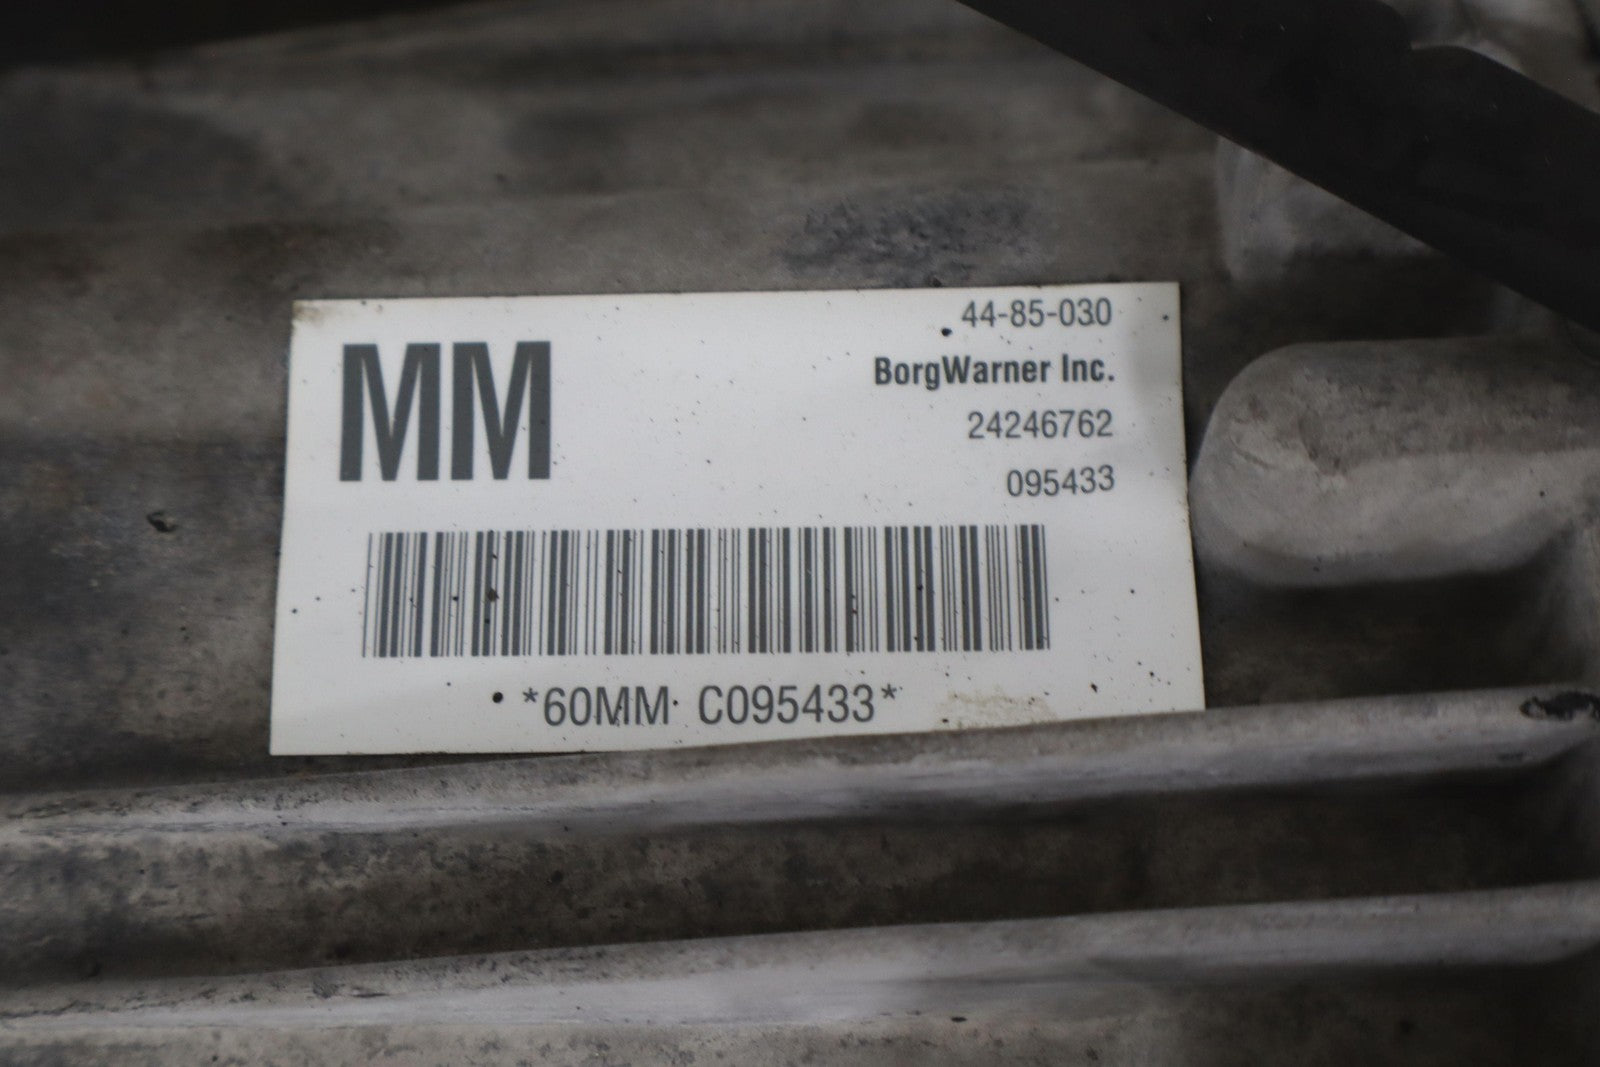 MM
44-85-030
BorgWarner Inc.
24246762
095433
*60MM C095433*